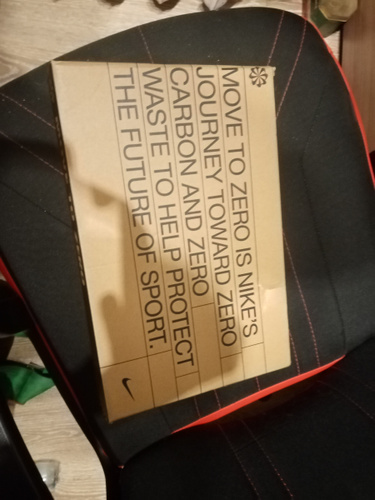 MOVE TO ZERO IS NIKE'S
JOURNEY TOWARD ZERO
CARBON AND ZERO
WASTE TO HELP PROTECT
THE FUTURE OF SPORT.